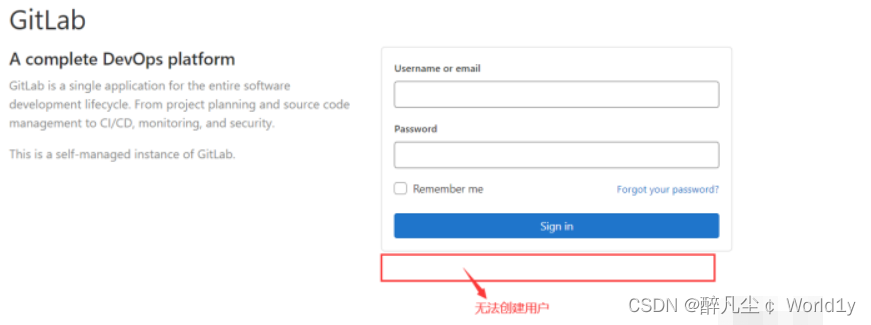 GitLab
A complete DevOps platform
GitLab is a single application for the entire software
development lifecycle. From project planning and source code
management to CI/CD, monitoring, and security.
This is a self-managed instance of GitLab.
Username or email
Password
Remember me
Forgot your password?
Sign in
无法创建用户
CSDN @醉凡尘￠ World1y